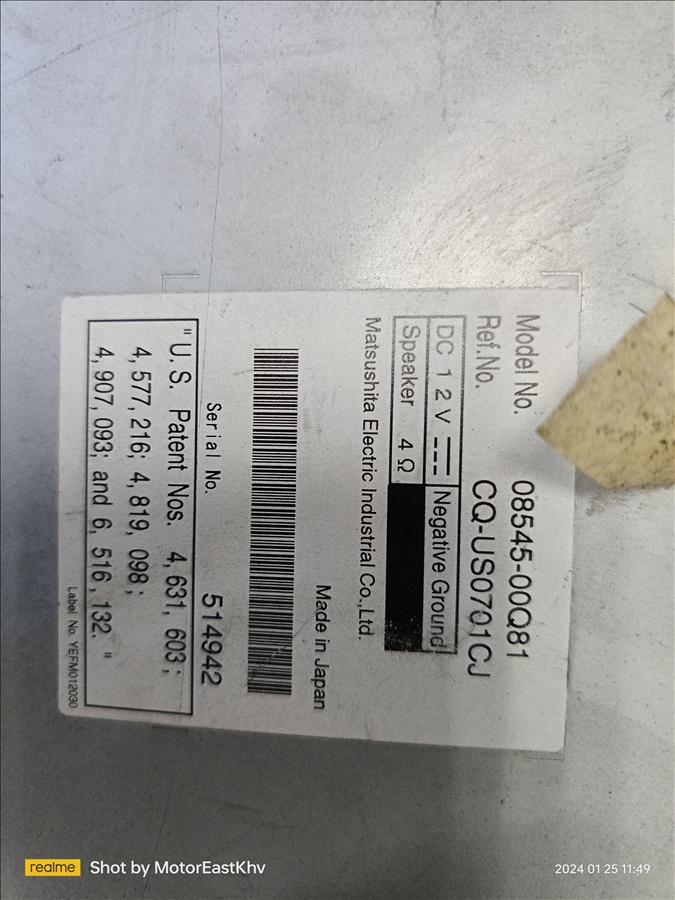 Model No. 08545-00Q81
Ref.No. CQ-US0701CJ
DC 12V Negative Ground
Speaker 4Ω
Matsushita Electric Industrial Co.,Ltd.
Made in Japan
Serial No. 514942
"U.S. Patent Nos. 4,631,603;
4,577,216; 4,819,098;
4,907,093; and 6,516,132. "
Label No. YEFM012030
realme Shot by MotorEastKhv
2024 01 25 11:49